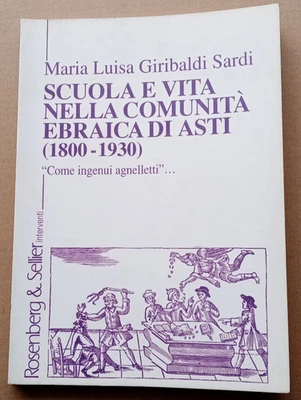 Maria Luisa Giribaldi Sardi
SCUOLA E VITA
NELLA COMUNITÀ
EBRAICA DI ASTI
(1800-1930)
“Come ingenui agnelletti”...
Rosenberg & Sellier
interventi